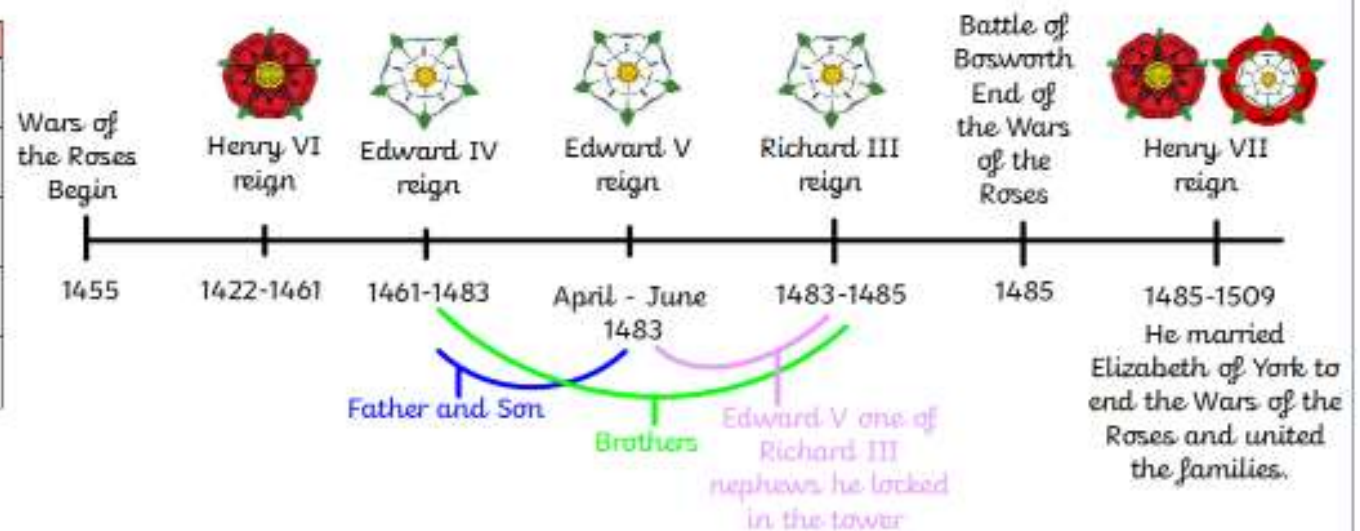 Wars of
the Roses
Begin
1455
Henry VI
reign
1422-1461
Edward IV
reign
1461-1483
Edward V
reign
April - June
1483
Richard III
reign
1483-1485
Battle of
Bosworth
End of
the Wars
of the
Roses
1485
Henry VII
reign
1485-1509
He married
Elizabeth of York to
end the Wars of the
Roses and united
the families.
Father and Son
Brothers
Edward V one of
Richard III
nephews he locked
in the tower